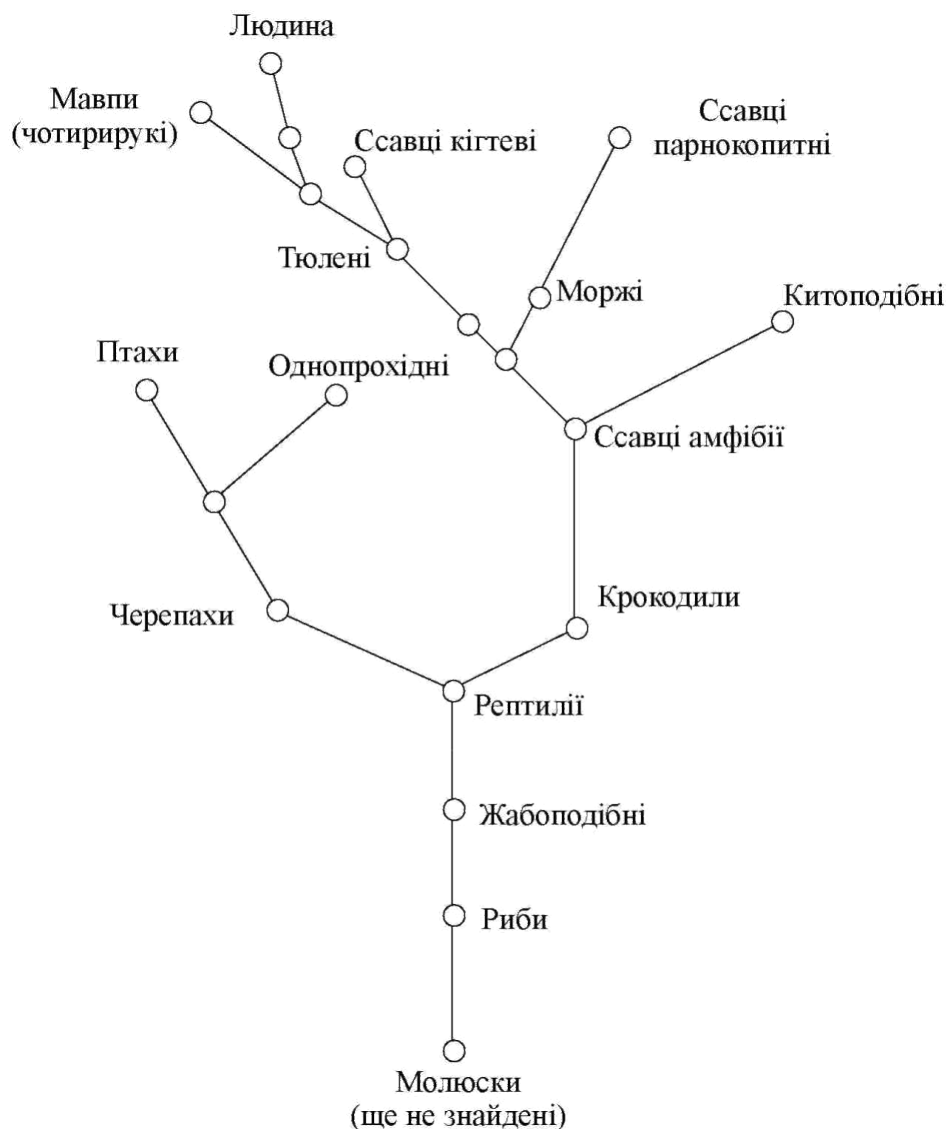 Людина
Мавпи
(чотирирукі)
Ссавці кігтеві
Ссавці
парнокопитні
Тюлені
Моржі
Китоподібні
Птахи
Однопрохідні
Ссавці амфібії
Черепахи
Крокодили
Рептилії
Жабоподібні
Риби
Молюски
(ще не знайдені)